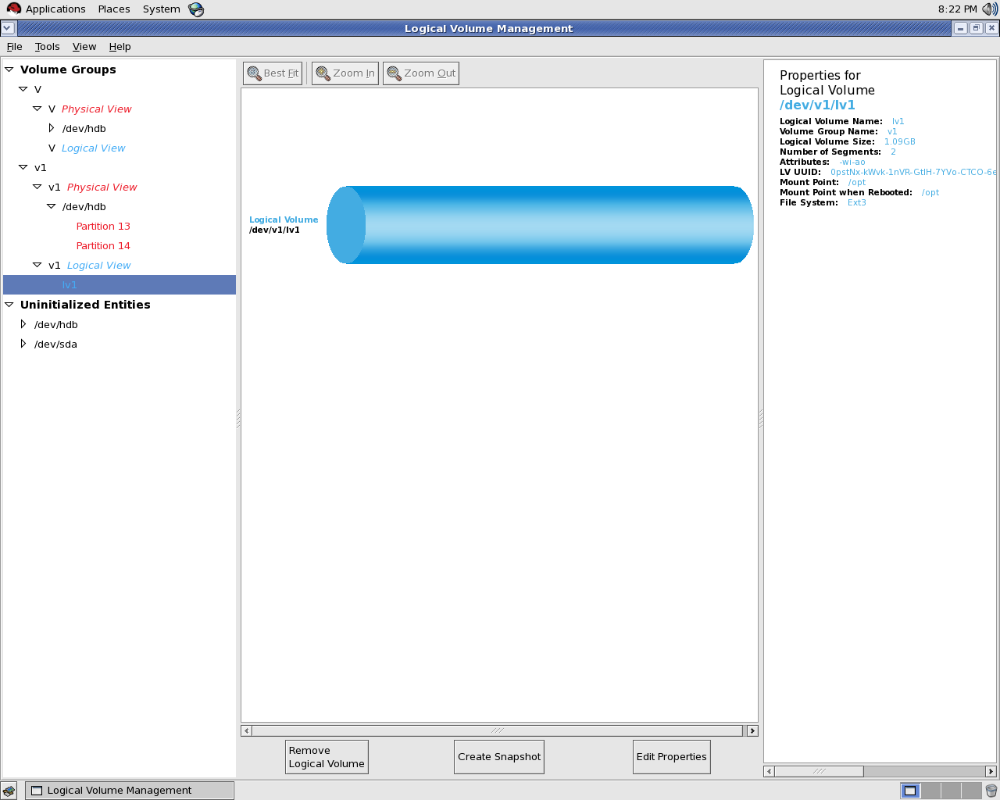 Applications Places System 8:22 PM
Logical Volume Management
File Tools View Help
Volume Groups
V
V Physical View
/dev/hdb
V Logical View
v1
v1 Physical View
/dev/hdb
Partition 13
Partition 14
v1 Logical View
lv1
Uninitialized Entities
/dev/hdb
/dev/sda
Best Fit Zoom In Zoom Out
Logical Volume
/dev/v1/lv1
Remove
Logical Volume
Create Snapshot
Edit Properties
Properties for
Logical Volume
/dev/v1/lv1
Logical Volume Name: lv1
Volume Group Name: v1
Logical Volume Size: 1.09GB
Number of Segments: 2
Attributes: -wi-ao
LV UUID: 0pstNx-kWvk-1nVR-GtIH-7YVo-CTCO-6e
Mount Point: /opt
Mount Point when Rebooted: /opt
File System: Ext3
Logical Volume Management